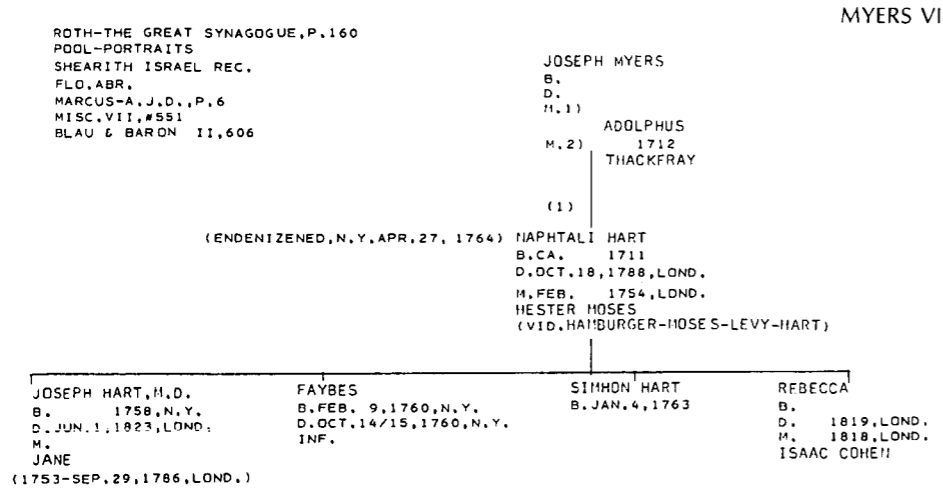 MYERS VI
ROTH-THE GREAT SYNAGOGUE,P.160
POOL-PORTRAITS
SHEARITH ISRAEL REC.
FLO.ABR.
MARCUS-A.J.D.,P.6
MISC.VII,#551
BLAU & BARON II,606
JOSEPH MYERS
B.
D.
M.1)
ADOLPHUS
M.2) 1712
THACKFRAY
(1)
(ENDENIZENED,N.Y.APR.27, 1764) NAPHTALI HART
B.CA. 1711
D.OCT.18,1788,LOND.
M.FEB. 1754,LOND.
HESTER MOSES
(VID.HAMBURGER-MOSES-LEVY-HART)
JOSEPH HART,M.D.
B. 1758,N.Y.
D.JUN.1,1823,LOND.
M.
JANE
(1753-SEP.29,1786,LOND.)
FAYBES
B.FEB. 9,1760,N.Y.
D.OCT.14/15,1760,N.Y.
INF.
SIMHON HART
B.JAN.4,1763
REBECCA
B.
D. 1819,LOND.
M. 1818,LOND.
ISAAC COHEN